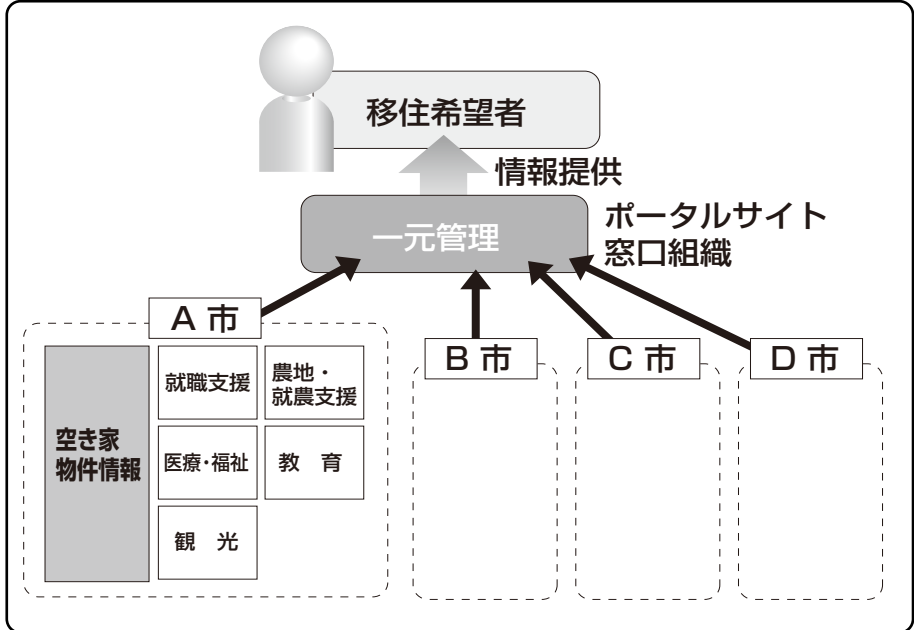 移住希望者
情報提供
一元管理
ポータルサイト
窓口組織
A 市
B 市
C 市
D 市
空き家
物件情報
就職支援
農地・
就農支援
医療・福祉
教　育
観　光